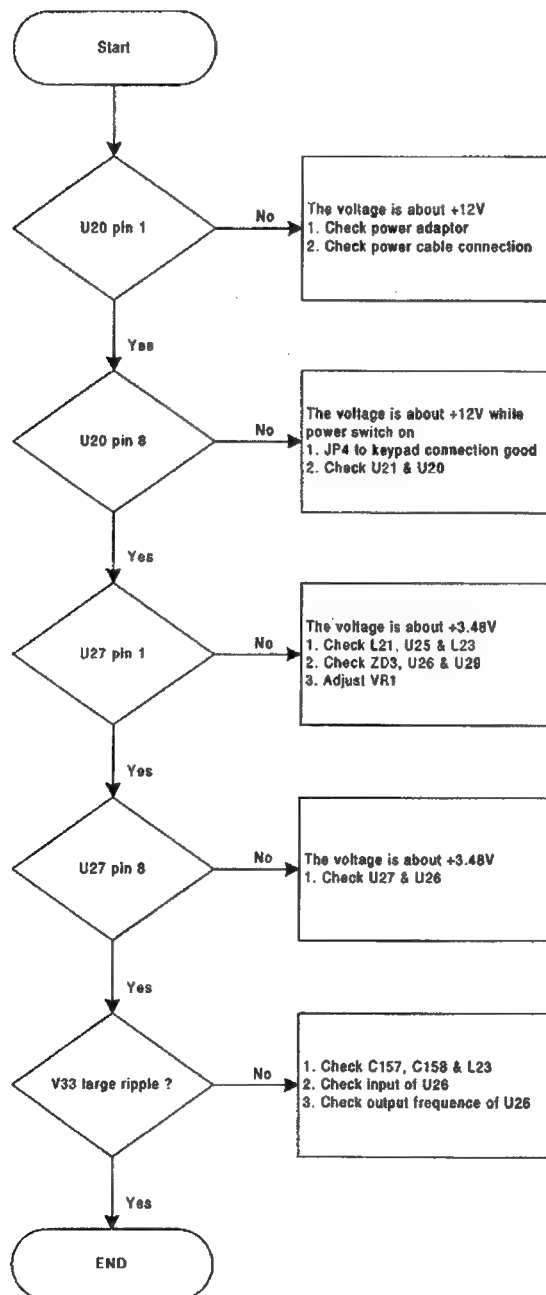 Start
U20 pin 1
No
The voltage is about +12V
1. Check power adaptor
2. Check power cable connection
Yes
U20 pin 8
No
The voltage is about +12V while
power switch on
1. JP4 to keypad connection good
2. Check U21 & U20
Yes
U27 pin 1
No
The voltage is about +3.48V
1. Check L21, U25 & L23
2. Check ZD3, U26 & U29
3. Adjust VR1
Yes
U27 pin 8
No
The voltage is about +3.48V
1. Check U27 & U26
Yes
V33 large ripple ?
No
1. Check C157, C158 & L23
2. Check input of U26
3. Check output frequence of U26
Yes
END